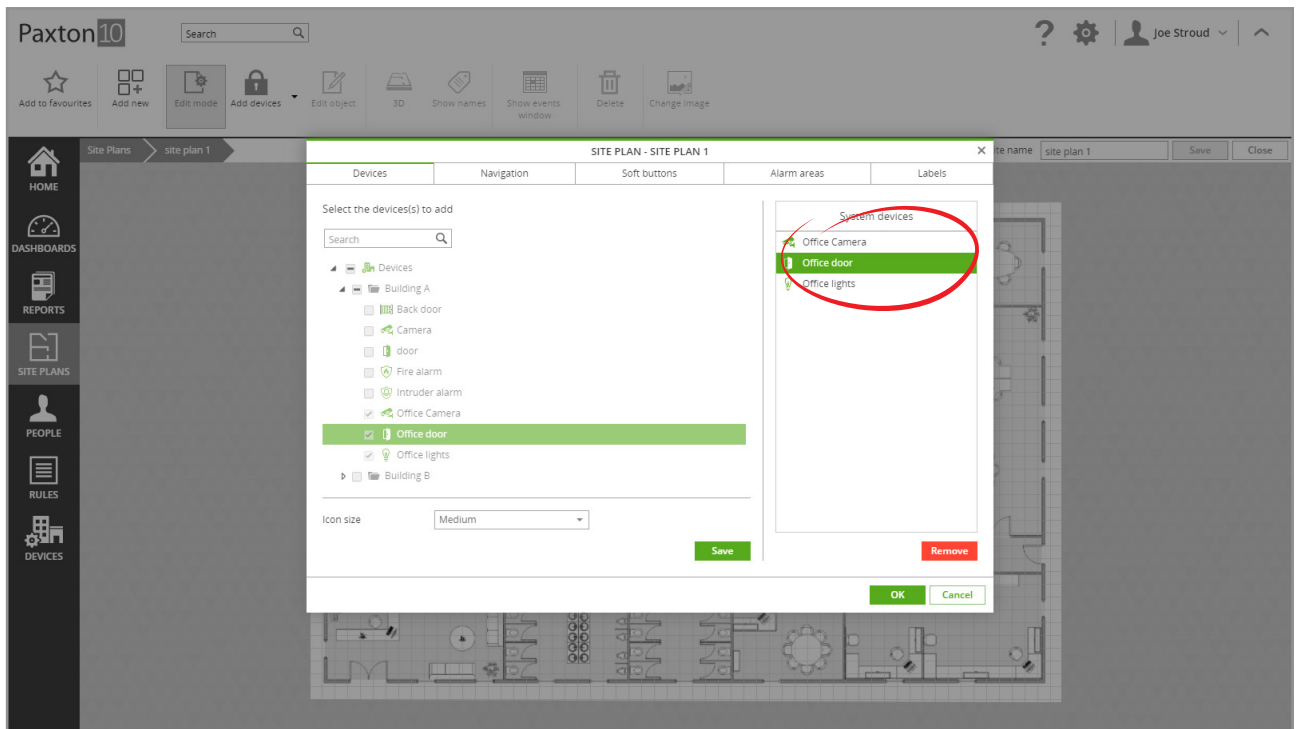 Paxton 10
Search
Joe Stroud
Add to favourites
Add new
Edit mode
Add devices
Edit object
3D
Show names
Show events window
Delete
Change image
HOME
DASHBOARDS
REPORTS
SITE PLANS
PEOPLE
RULES
DEVICES
Site Plans
site plan 1
te name
site plan 1
Save
Close
SITE PLAN - SITE PLAN 1
Devices
Navigation
Soft buttons
Alarm areas
Labels
Select the devices(s) to add
Search
Devices
Building A
Back door
Camera
door
Fire alarm
Intruder alarm
Office Camera
Office door
Office lights
Building B
Icon size
Medium
Save
System devices
Office Camera
Office door
Office lights
Remove
OK
Cancel